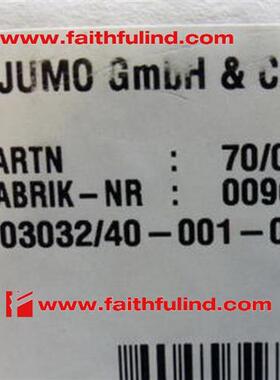 www.faithfulind.com
JUMO GmbH & C
ARTN : 70/0
ABRIK-NR : 009
03032/40-001-0
www.faithfulind.com